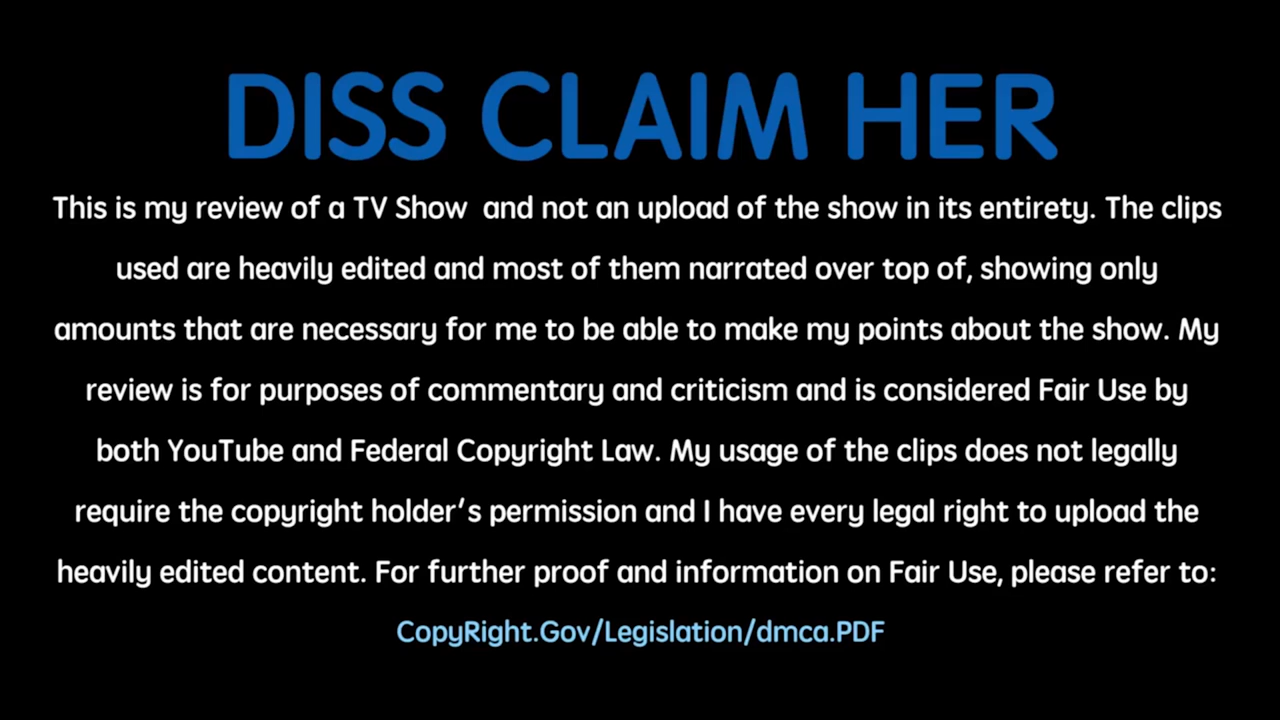 DISS CLAIM HER
This is my review of a TV Show and not an upload of the show in its entirety. The clips
used are heavily edited and most of them narrated over top of, showing only
amounts that are necessary for me to be able to make my points about the show. My
review is for purposes of commentary and criticism and is considered Fair Use by
both YouTube and Federal Copyright Law. My usage of the clips does not legally
require the copyright holder's permission and I have every legal right to upload the
heavily edited content. For further proof and information on Fair Use, please refer to:
CopyRight.Gov/Legislation/dmca.PDF